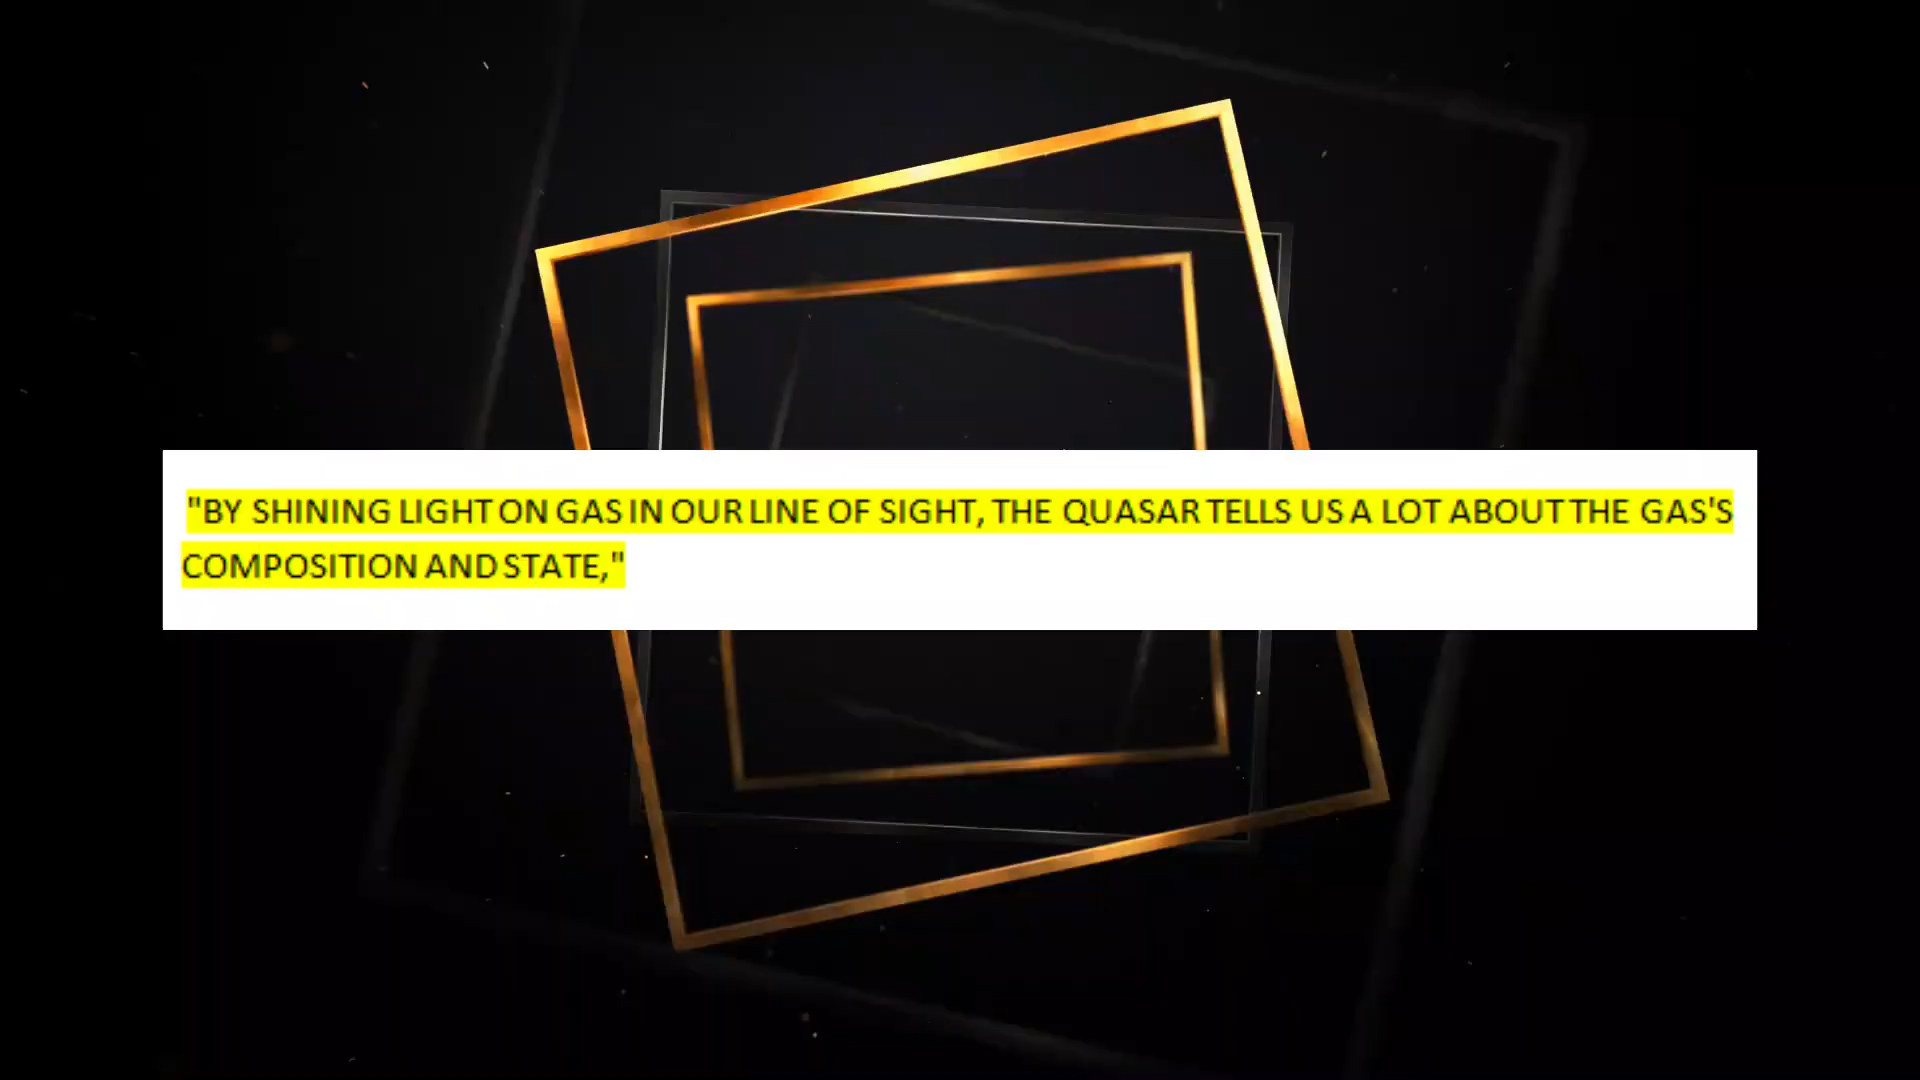 "BY SHINING LIGHT ON GAS IN OUR LINE OF SIGHT, THE QUASAR TELLS US A LOT ABOUT THE GAS'S
COMPOSITION AND STATE,"